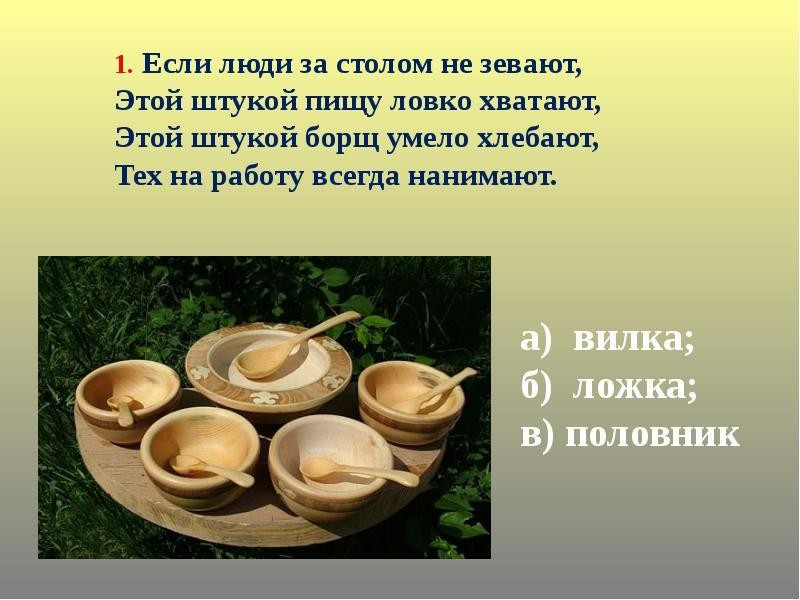 1. Если люди за столом не зевают,
Этой штукой пищу ловко хватают,
Этой штукой борщ умело хлебают,
Тех на работу всегда нанимают.
а) вилка;
б) ложка;
в) половник